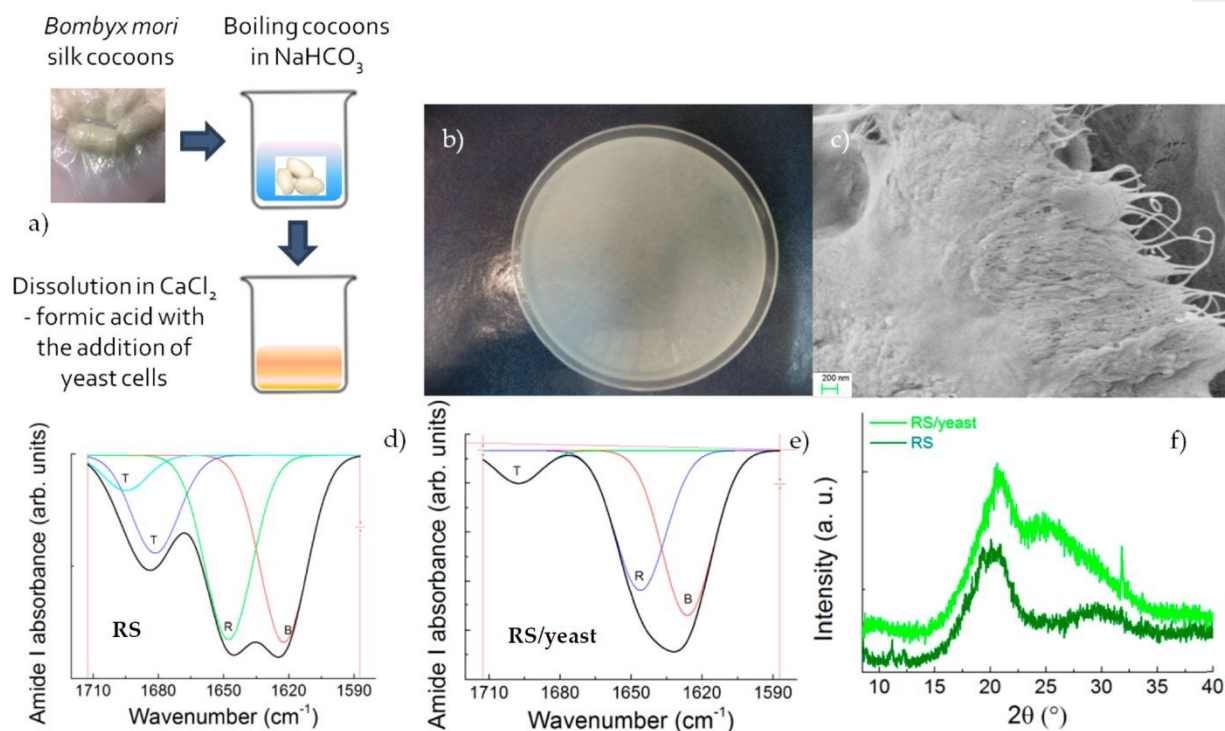 Bombyx mori
silk cocoons
Boiling cocoons
in NaHCO₃
a)
Dissolution in CaCl₂
- formic acid with
the addition of
yeast cells
b)
c)
200 nm
d)
Amide I absorbance (arb. units)
T
T
R
B
RS
1710 1680 1650 1620 1590
Wavenumber (cm⁻¹)
e)
Amide I absorbance (arb. units)
T
R
B
RS/yeast
1710 1680 1650 1620 1590
Wavenumber (cm⁻¹)
f)
RS/yeast
RS
Intensity (a. u.)
10 15 20 25 30 35 40
2θ (°)